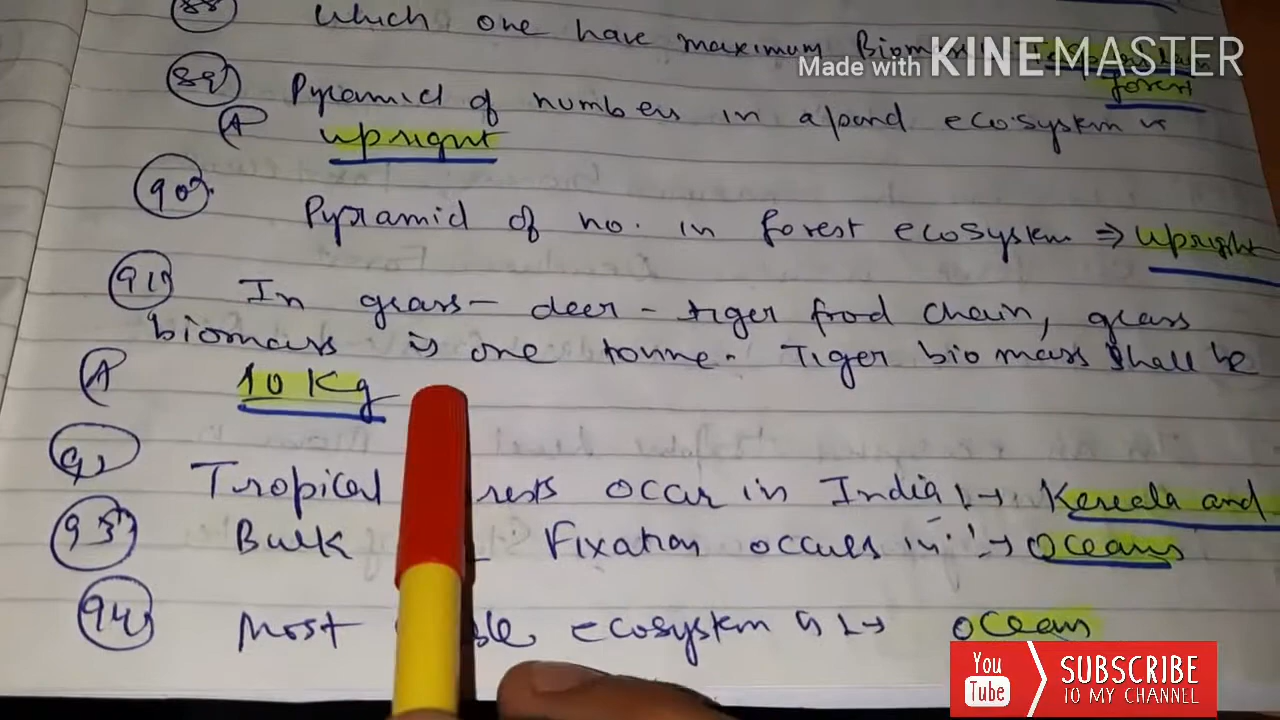 88 Which one have maximum Biomass
Made with KINEMASTER
forest
89 Pyramid of numbers in a pond ecosystem is
A upright
90 Pyramid of no. in forest ecosystem ⇒ upright
91 In grass - deer - tiger food chain, grass
biomass is one tonne. Tiger biomass shall be
A 10 Kg
Tropical occur in India Kerala and
93 Bulk Fixation occurs in :→ Oceans
94 Most ecosystem is → Ocean
You Tube SUBSCRIBE
TO MY CHANNEL